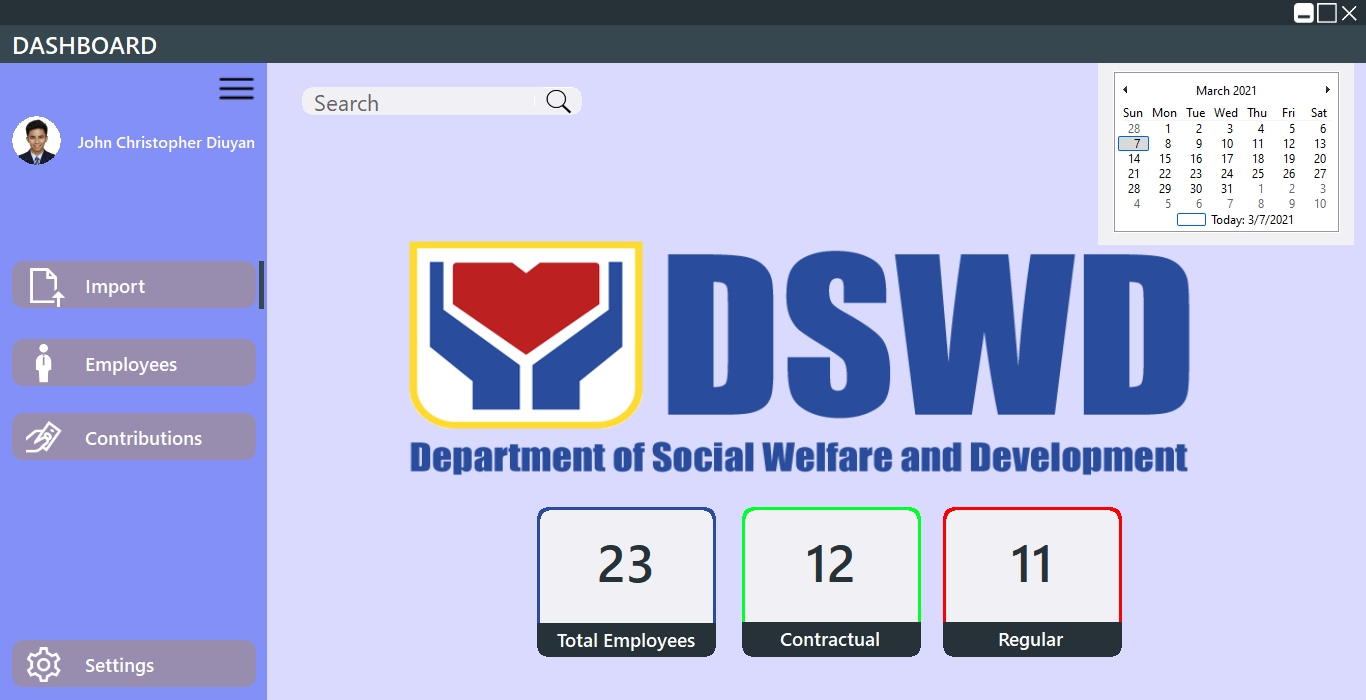 DASHBOARD
John Christopher Diuyan
Import
Employees
Contributions
Settings
Search
March 2021
Sun Mon Tue Wed Thu Fri Sat
28 1 2 3 4 5 6
7 8 9 10 11 12 13
14 15 16 17 18 19 20
21 22 23 24 25 26 27
28 29 30 31 1 2 3
4 5 6 7 8 9 10
Today: 3/7/2021
DSWD
Department of Social Welfare and Development
23
Total Employees
12
Contractual
11
Regular